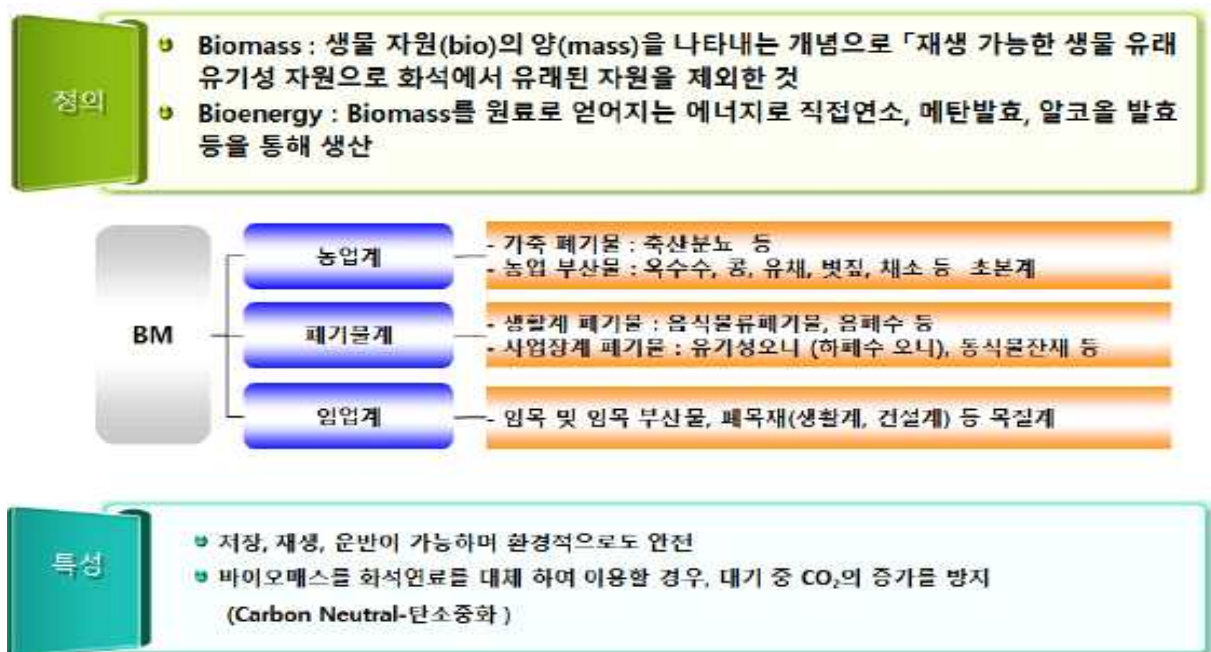 정의
Biomass : 생물 자원(bio)의 양(mass)을 나타내는 개념으로 「재생 가능한 생물 유래
유기성 자원으로 화석에서 유래된 자원을 제외한 것
Bioenergy : Biomass를 원료로 얻어지는 에너지로 직접연소, 메탄발효, 알코올 발효
등을 통해 생산
BM
농업계
- 가축 폐기물 : 축산분뇨 등
- 농업 부산물 : 옥수수, 콩, 유채, 볏짚, 채소 등 초본계
폐기물계
- 생활계 폐기물 : 음식물류폐기물, 음폐수 등
- 사업장계 폐기물 : 유기성오니 (하폐수 오니), 동식물잔재 등
임업계
- 임목 및 임목 부산물, 폐목재(생활계, 건설계) 등 목질계
특성
저장, 재생, 운반이 가능하며 환경적으로도 안전
바이오매스를 화석연료를 대체 하여 이용할 경우, 대기 중 CO₂의 증가를 방지
(Carbon Neutral-탄소중화 )